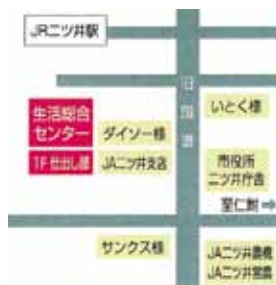 JR二ツ井駅
旧国道
生活総合
センター
1F 仕出し部
ダイソー様
JA二ツ井支店
いとく様
市役所
二ツ井庁舎
至仁鮒⇒
サンクス様
JA二ツ井農機
JA二ツ井営農